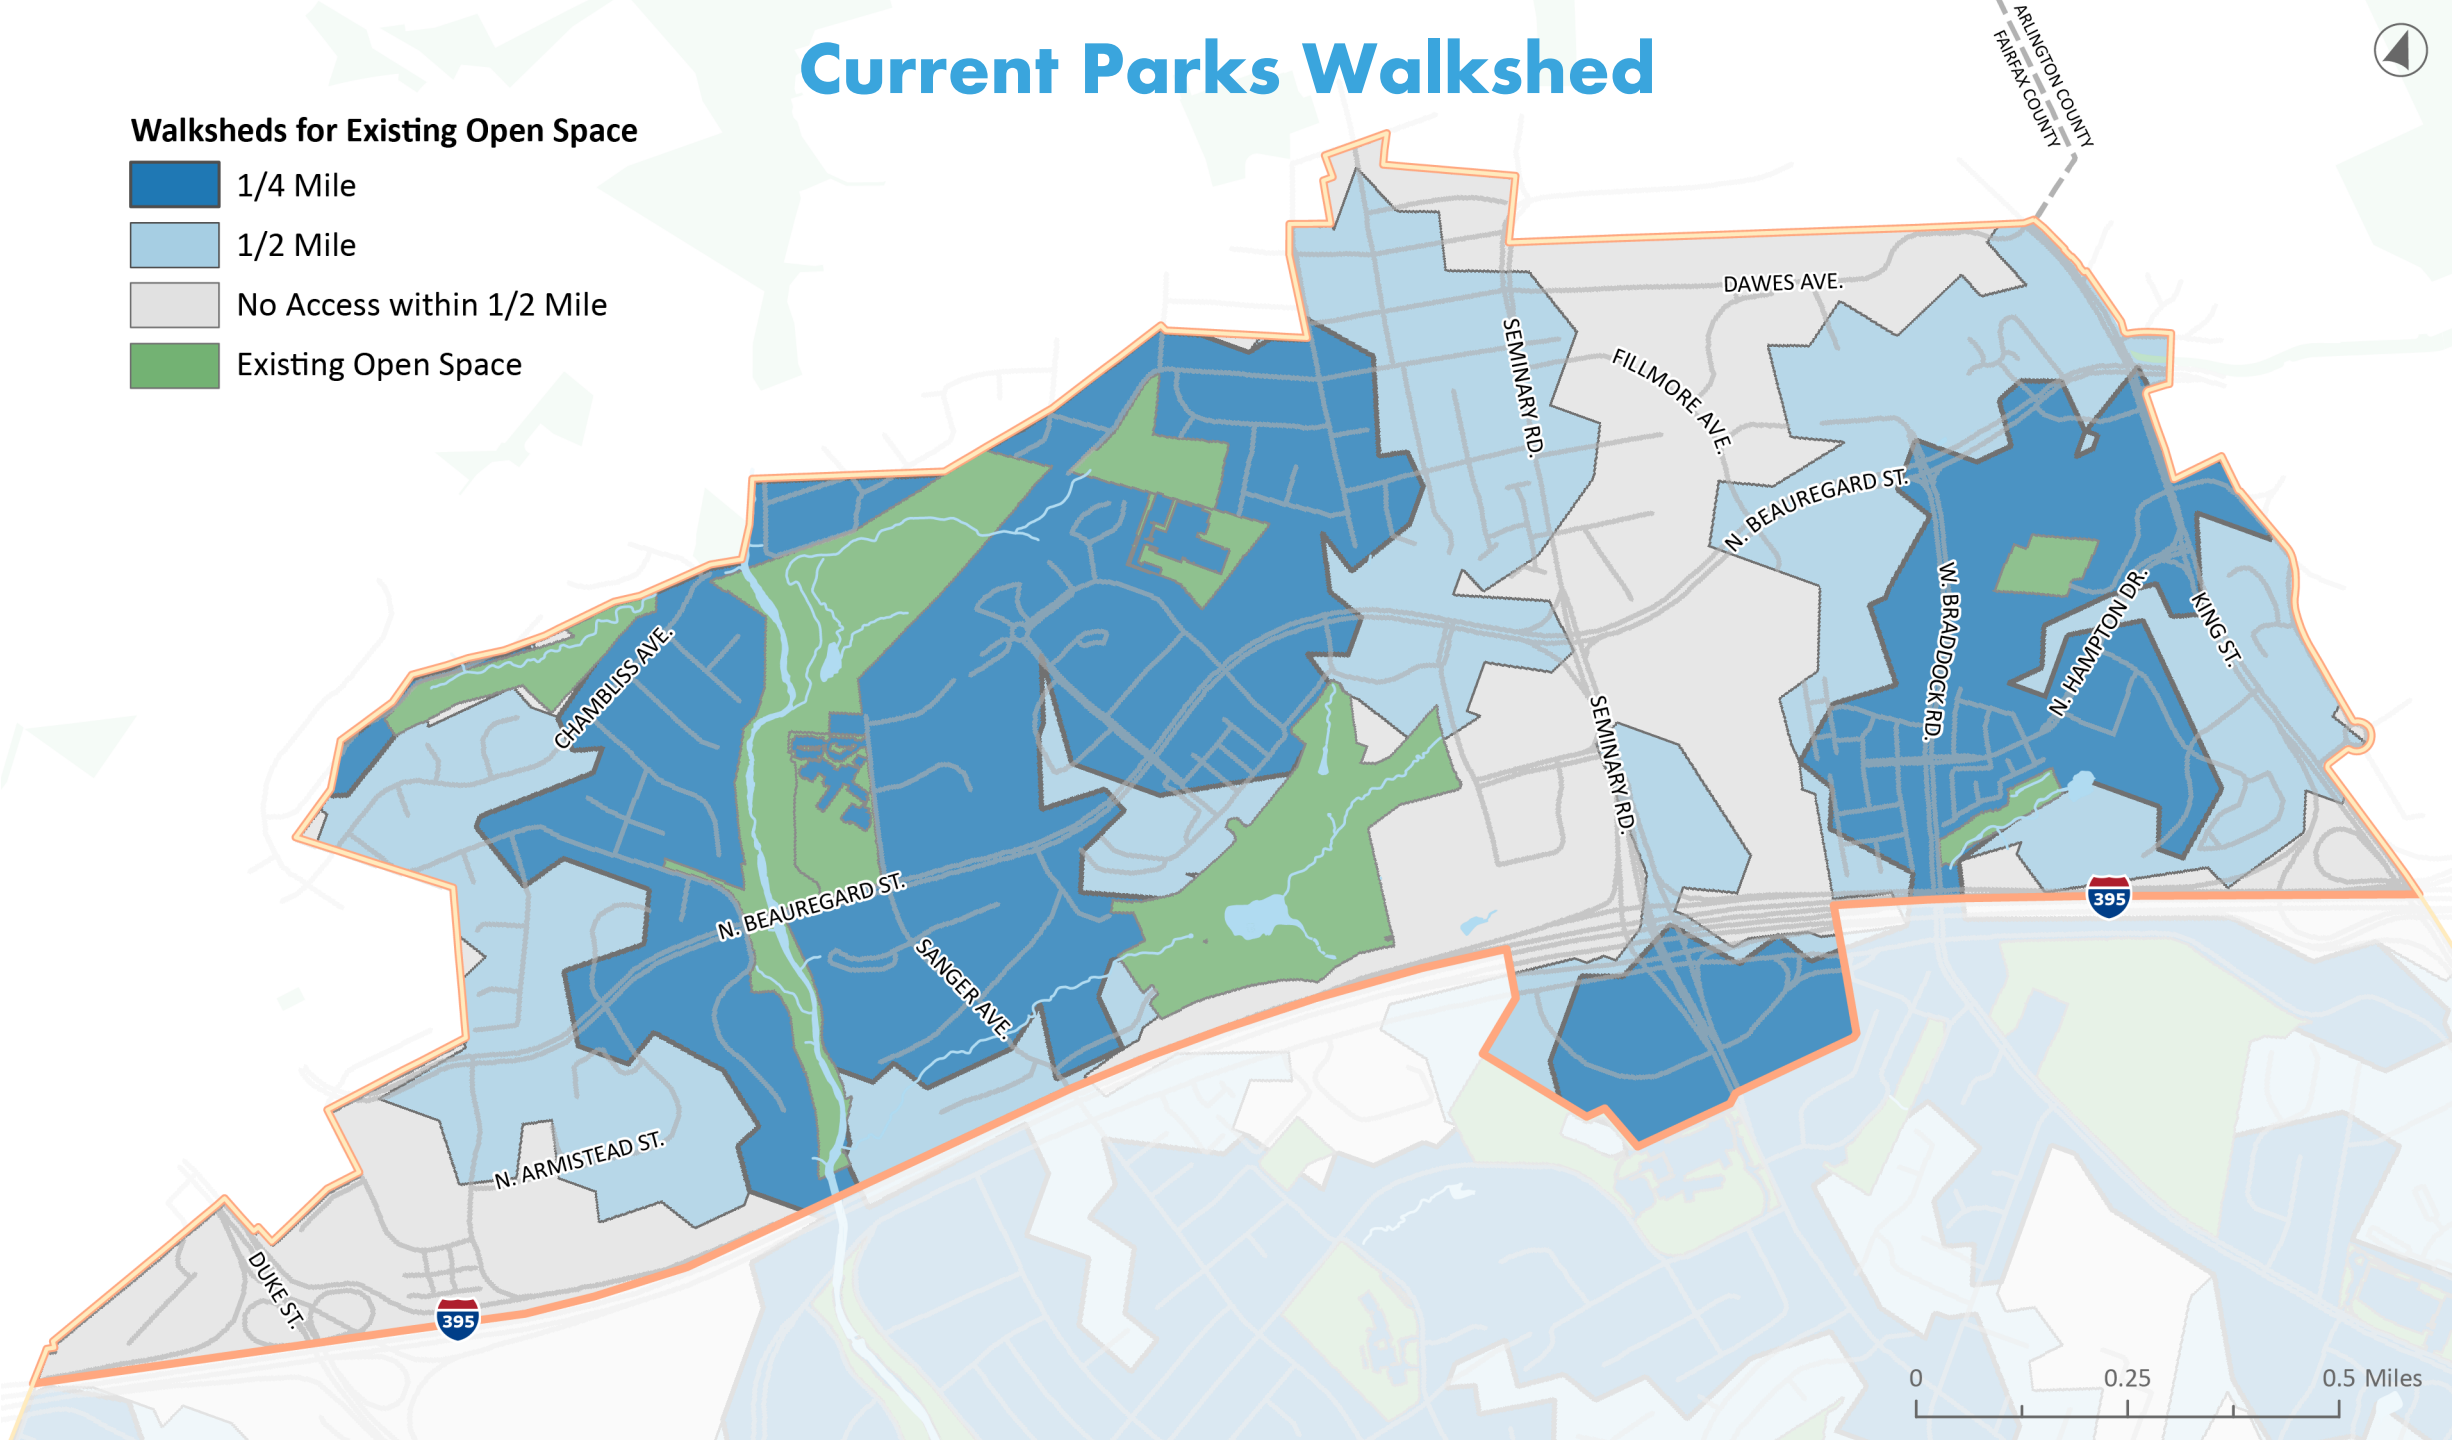 Current Parks Walkshed
ARLINGTON COUNTY
FAIRFAX COUNTY
Walksheds for Existing Open Space
1/4 Mile
1/2 Mile
No Access within 1/2 Mile
Existing Open Space
DAWES AVE.
SEMINARY RD.
FILLMORE AVE.
N. BEAUREGARD ST.
W. BRADDOCK RD.
N. HAMPTON DR.
KING ST.
CHAMBLISS AVE.
SEMINARY RD.
N. BEAUREGARD ST.
SANGER AVE.
395
N. ARMISTEAD ST.
DUKE ST.
395
0 0.25 0.5 Miles